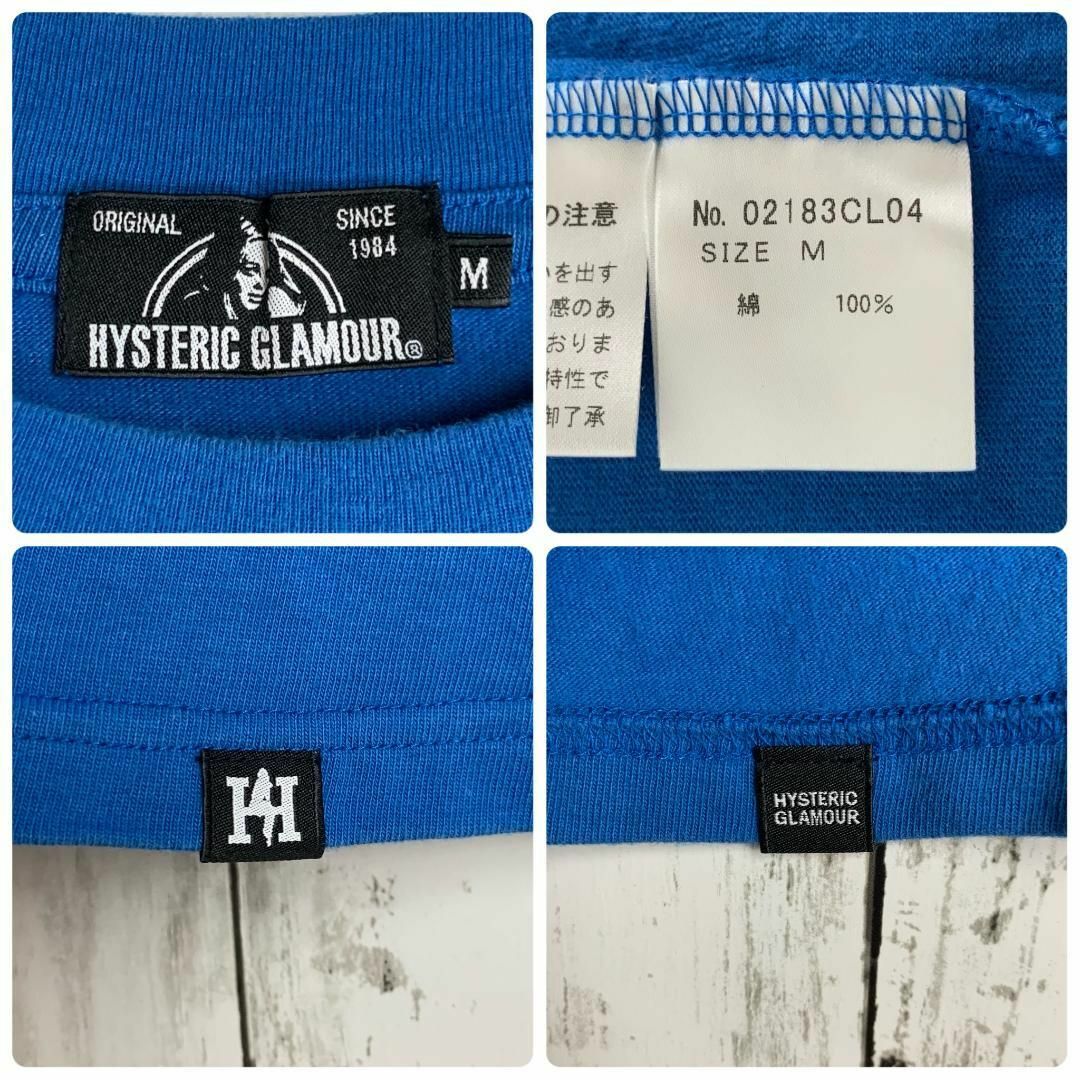 ORIGINAL
SINCE
1984
HYSTERIC GLAMOUR®
M
の注意
いを出す
感のあ
おりま
特性で
御了承
No. 02183CL04
SIZE M
綿 100%
H
HYSTERIC
GLAMOUR